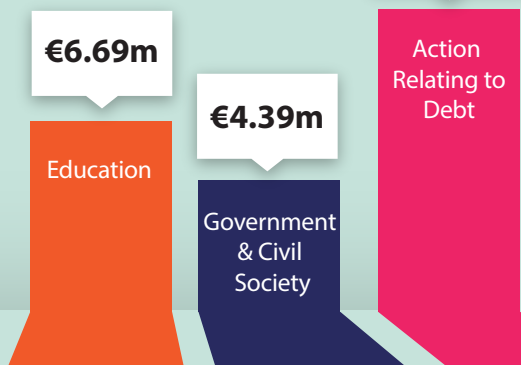 €6.69m
Education
€4.39m
Government
& Civil
Society
Action
Relating to
Debt